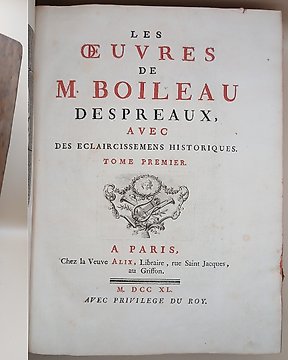 LES
ŒUVRES
DE
M. BOILEAU
DESPREAUX,
AVEC
DES ECLAIRCISSEMENS HISTORIQUES.
TOME PREMIER.
A PARIS,
Chez la Veuve ALIX, Libraire, rue Saint Jacques,
au Griffon.
M. DCC XL.
AVEC PRIVILEGE DU ROY.